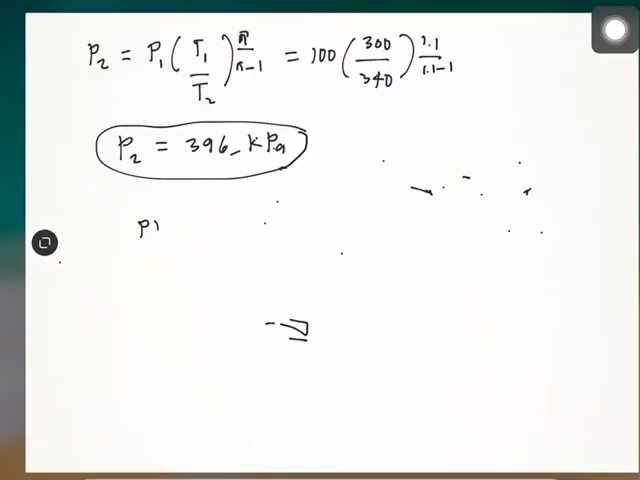 P₂ = P₁ (T₁/T₂)^(n/n-1) = 100 (300/340)^(1.1/1.1-1)
P₂ = 396 kPa
P1